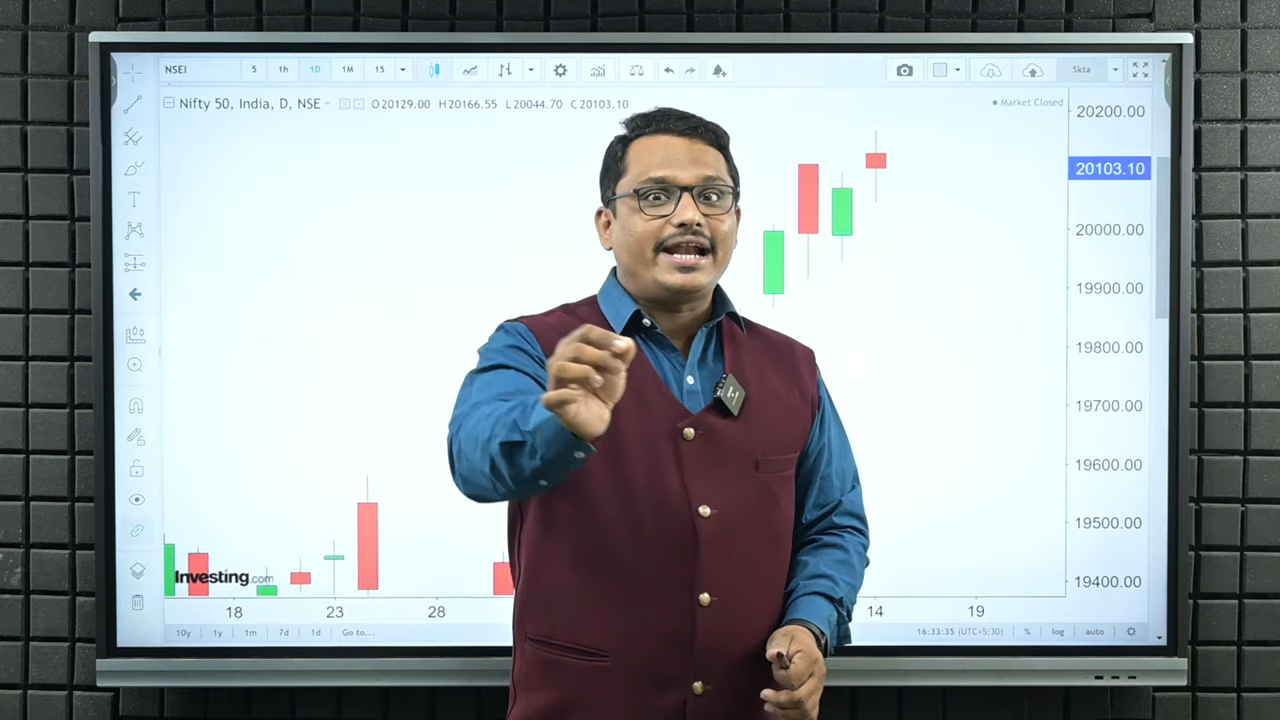 NSEI 5 1h 1D 1M 15 5kta
Nifty 50, India, D, NSE O20129.00 H20166.55 L20044.70 C20103.10 Market Closed
20200.00
20103.10
20000.00
19900.00
19800.00
19700.00
19600.00
19500.00
19400.00
Investing.com
18 23 28 14 19
10y 1y 1m 7d 1d Go to... 16:33:35 (UTC+5:30) % log auto